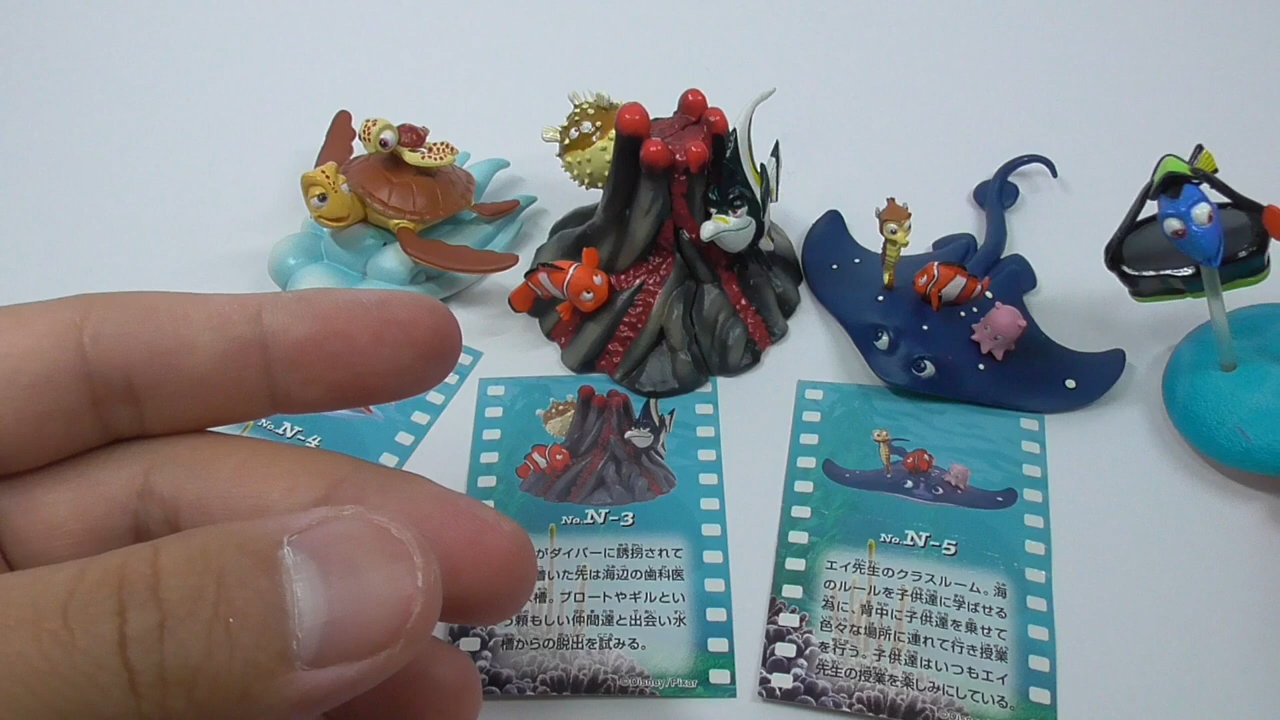 No.N-4
No.N-3
がダイバーに誘拐されて
着いた先は海辺の歯科医
水槽。ブロートやギルとい
う頼もしい仲間達と出会い水
槽からの脱出を試みる。
©Disney/Pixar
No.N-5
エイ先生のクラスルーム。海
のルールを子供達に学ばせる
為に、背中に子供達を乗せて
色々な場所に連れて行き授業
を行う。子供達はいつもエイ
先生の授業を楽しみにしている。
©Disney/Pixar